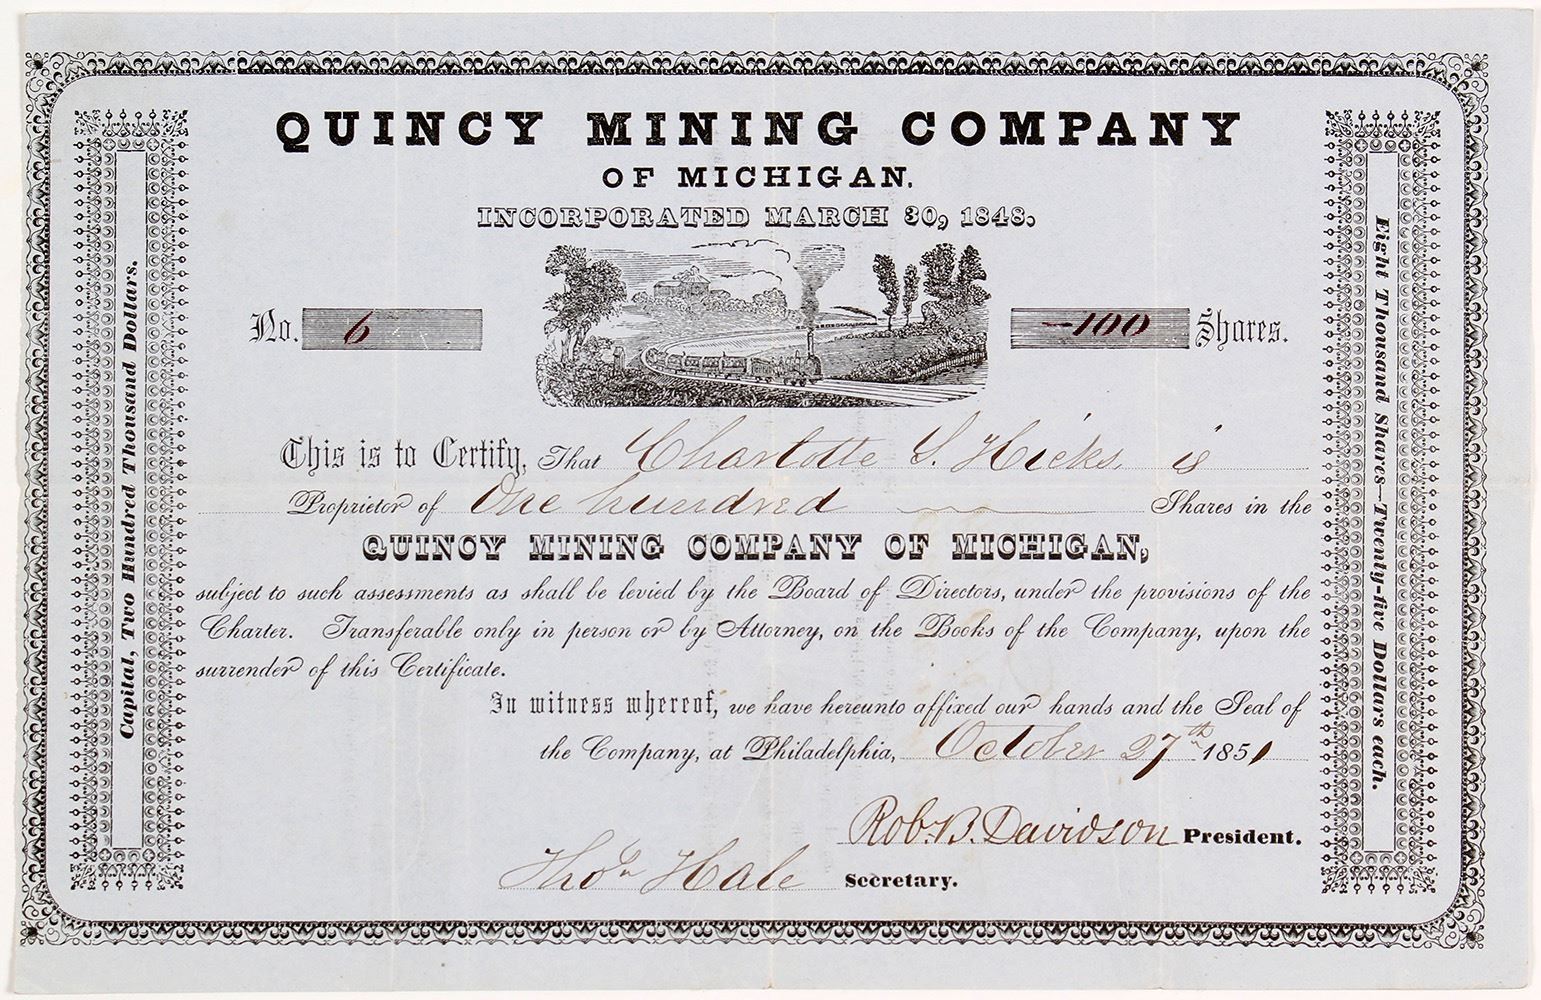 QUINCY MINING COMPANY
OF MICHIGAN.
INCORPORATED MARCH 30, 1848.
No. 6
-100 Shares.
This is to Certify, That Charlotte S. Hicks is
Proprietor of One hundred Shares in the
QUINCY MINING COMPANY OF MICHIGAN,
subject to such assessments as shall be levied by the Board of Directors, under the provisions of the
Charter. Transferable only in person or by Attorney, on the Books of the Company, upon the
surrender of this Certificate.
In witness whereof, we have hereunto affixed our hands and the Seal of
the Company, at Philadelphia, October 27th 1851
Rob. B. Davidson President.
Thos Hale Secretary.
Capital, Two Hundred Thousand Dollars.
Eight Thousand Shares—Twenty-five Dollars each.